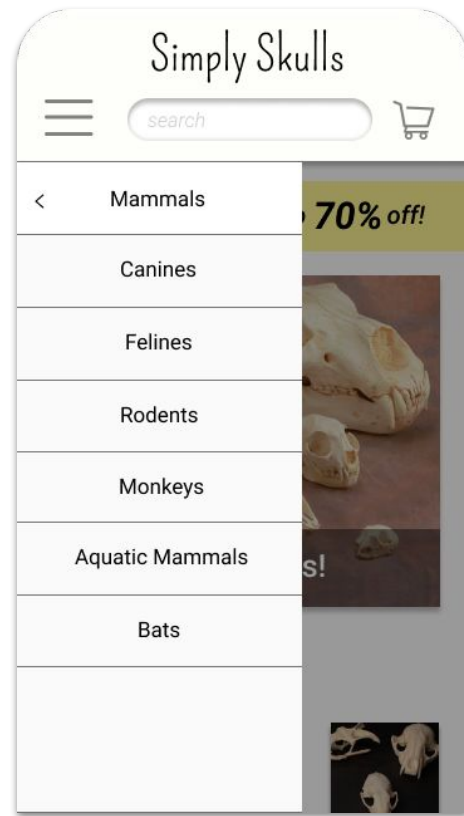 Simply Skulls
search
< Mammals
70% off!
Canines
Felines
Rodents
Monkeys
Aquatic Mammals
s!
Bats